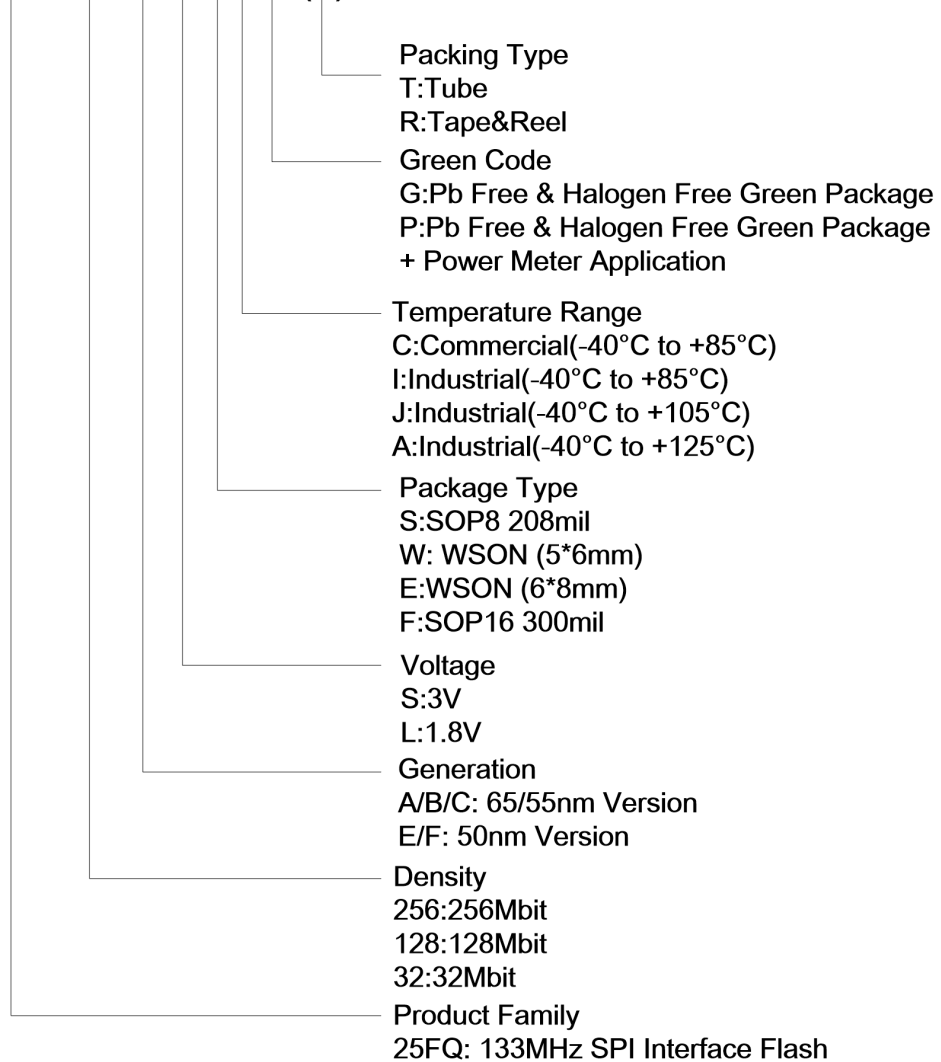 Packing Type
T:Tube
R:Tape&Reel
Green Code
G:Pb Free & Halogen Free Green Package
P:Pb Free & Halogen Free Green Package
+ Power Meter Application
Temperature Range
C:Commercial(-40°C to +85°C)
I:Industrial(-40°C to +85°C)
J:Industrial(-40°C to +105°C)
A:Industrial(-40°C to +125°C)
Package Type
S:SOP8 208mil
W: WSON (5*6mm)
E:WSON (6*8mm)
F:SOP16 300mil
Voltage
S:3V
L:1.8V
Generation
A/B/C: 65/55nm Version
E/F: 50nm Version
Density
256:256Mbit
128:128Mbit
32:32Mbit
Product Family
25FQ: 133MHz SPI Interface Flash